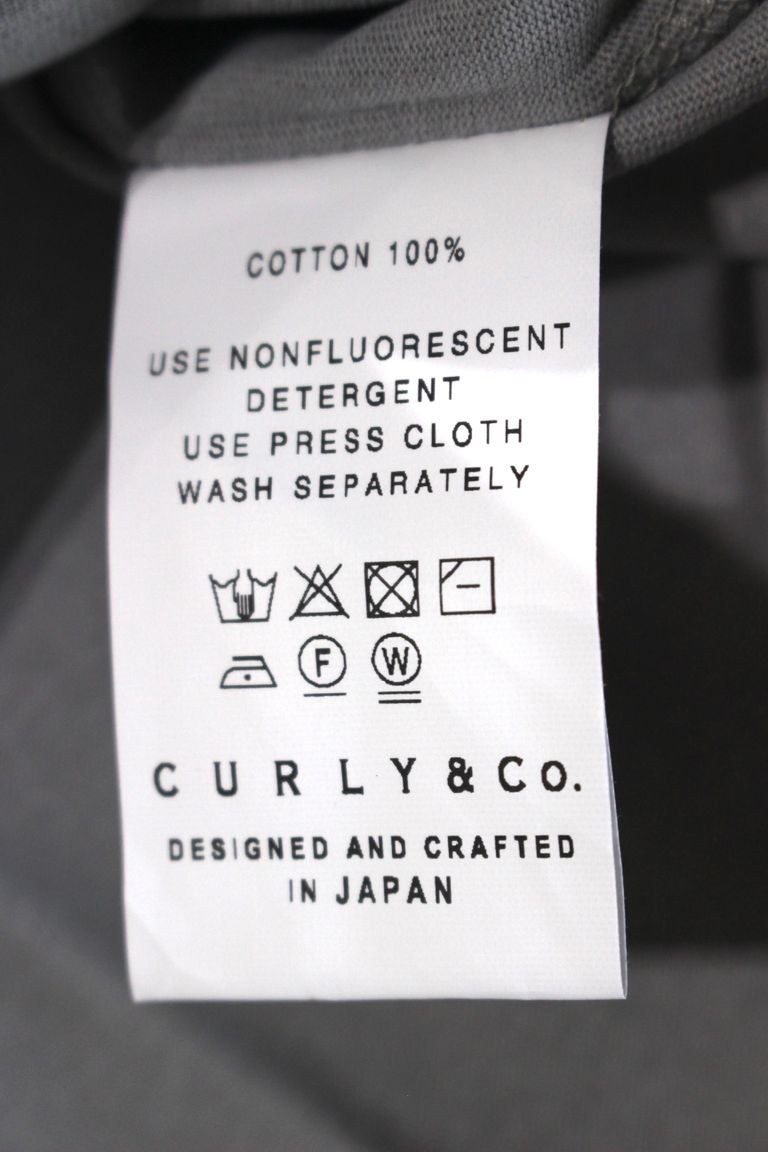 COTTON 100%
USE NONFLUORESCENT
DETERGENT
USE PRESS CLOTH
WASH SEPARATELY
F W
CURLY & Co.
DESIGNED AND CRAFTED
IN JAPAN